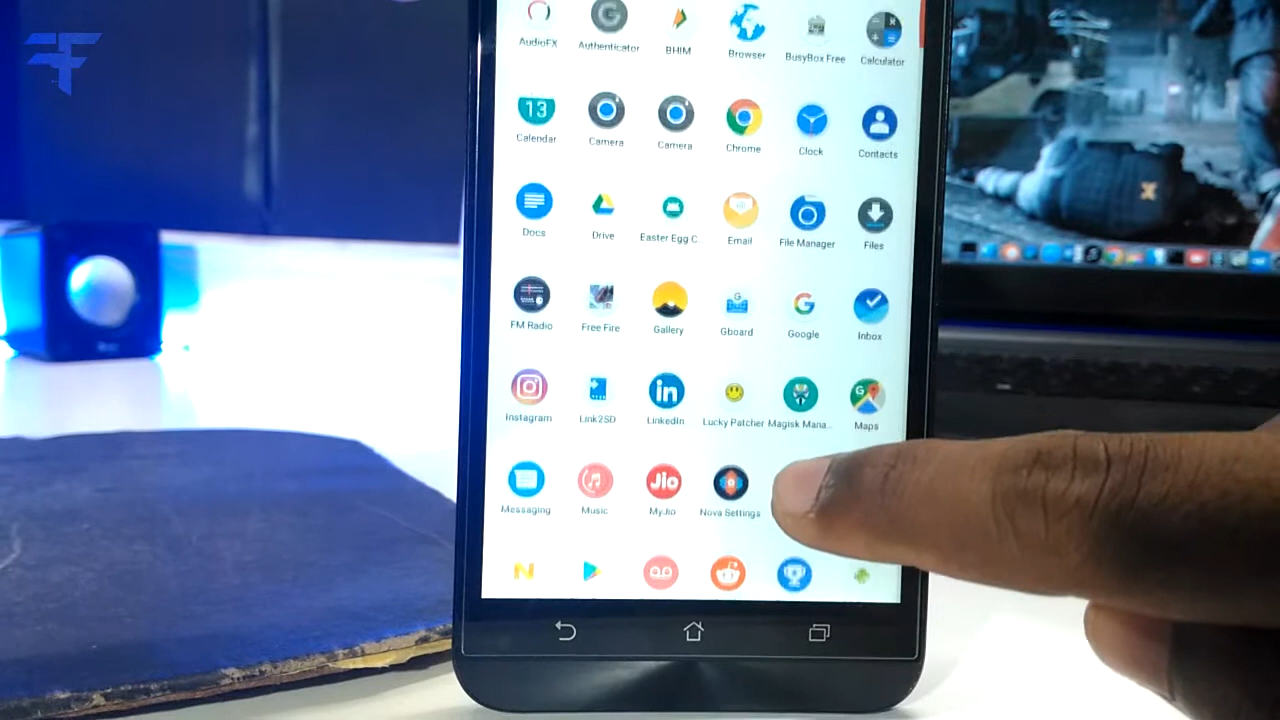 AudioFX
Authenticator
BHIM
Browser
BusyBox Free
Calculator
13
Calendar
Camera
Camera
Chrome
Clock
Contacts
Docs
Drive
Easter Egg C...
Email
File Manager
Files
FM Radio
Free Fire
Gallery
Gboard
Google
Inbox
Instagram
Link2SD
in
LinkedIn
Lucky Patcher
Magisk Mana...
Maps
Messaging
Music
Jio
MyJio
Nova Settings